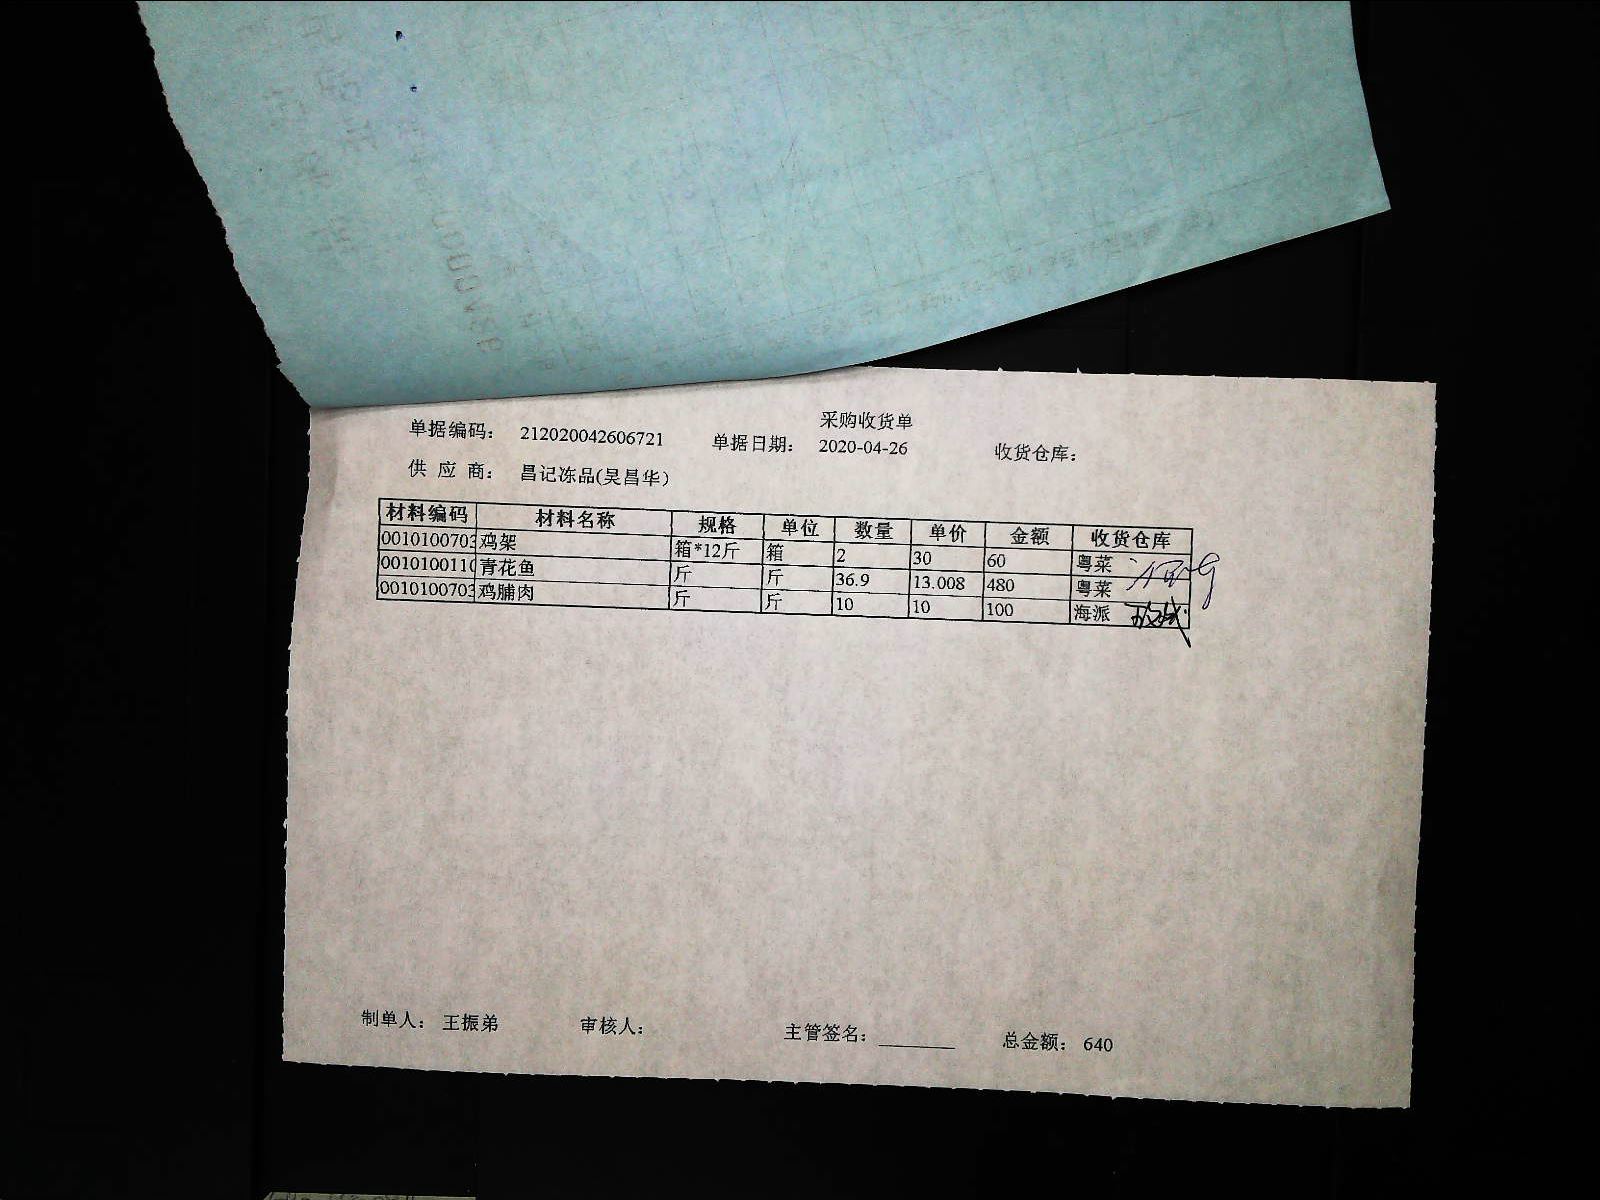 采购收货单
单据编码： 212020042606721 单据日期： 2020-04-26 收货仓库：
供 应 商： 昌记冻品(吴昌华）
材料编码 材料名称 规格 单位 数量 单价 金额 收货仓库
0010100703 鸡架 箱*12斤 箱 2 30 60 粤菜
0010100110 青花鱼 斤 斤 36.9 13.008 480 粤菜
0010100703 鸡脯肉 斤 斤 10 10 100 海派
制单人： 王振弟 审核人： 主管签名： 总金额： 640